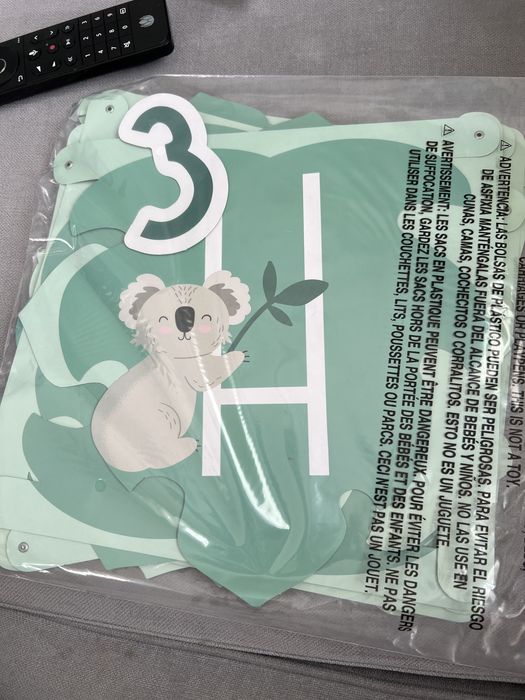 3
H
⚠ ADVERTENCIA: LAS BOLSAS DE PLÁSTICO PUEDEN SER PELIGROSAS. PARA EVITAR EL RIESGO
DE ASFIXIA MANTÉNGALAS FUERA DEL ALCANCE DE BEBÉS Y NIÑOS. NO LAS USE EN
CUNAS, CAMAS, COCHECITOS O CORRALITOS. ESTO NO ES UN JUGUETE.
⚠ AVERTISSEMENT: LES SACS EN PLASTIQUE PEUVENT ÊTRE DANGEREUX. POUR ÉVITER LES DANGERS
DE SUFFOCATION, GARDEZ LES SACS HORS DE LA PORTÉE DES BÉBÉS ET DES ENFANTS. NE PAS
UTILISER DANS LES COUCHETTES, LITS, POUSSETTES OU PARCS. CECI N'EST PAS UN JOUET.
THIS IS NOT A TOY.